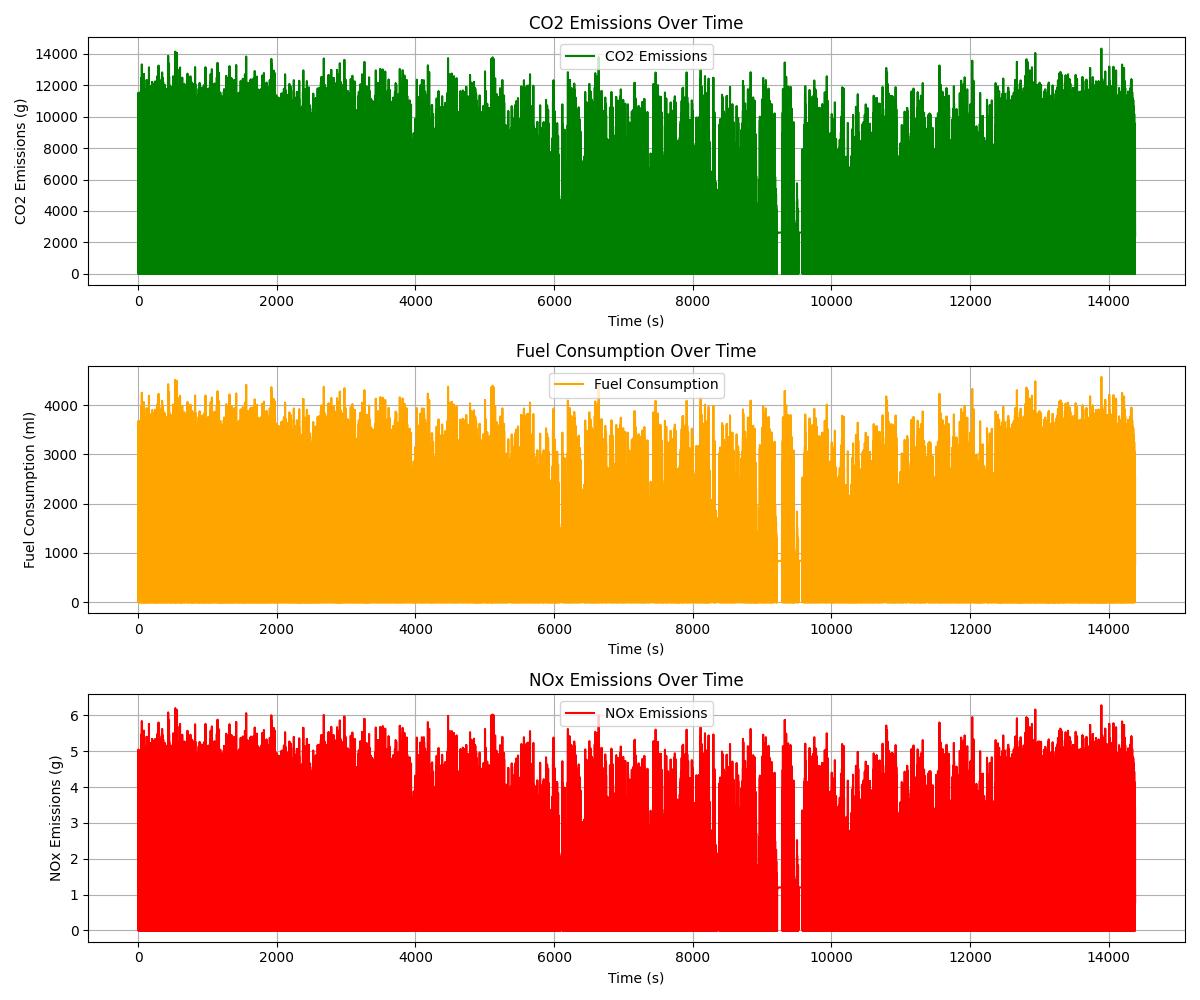 CO2 Emissions Over Time
CO2 Emissions
CO2 Emissions (g)
14000
12000
10000
8000
6000
4000
2000
0
0 2000 4000 6000 8000 10000 12000 14000
Time (s)
Fuel Consumption Over Time
Fuel Consumption
Fuel Consumption (ml)
4000
3000
2000
1000
0
0 2000 4000 6000 8000 10000 12000 14000
Time (s)
NOx Emissions Over Time
NOx Emissions
NOx Emissions (g)
6
5
4
3
2
1
0
0 2000 4000 6000 8000 10000 12000 14000
Time (s)